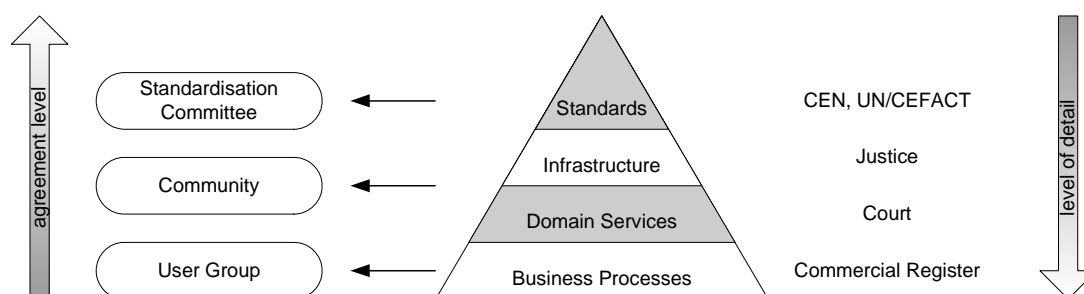 agreement level
Standardisation
Committee
Community
User Group
Standards
Infrastructure
Domain Services
Business Processes
CEN, UN/CEFACT
Justice
Court
Commercial Register
level of detail